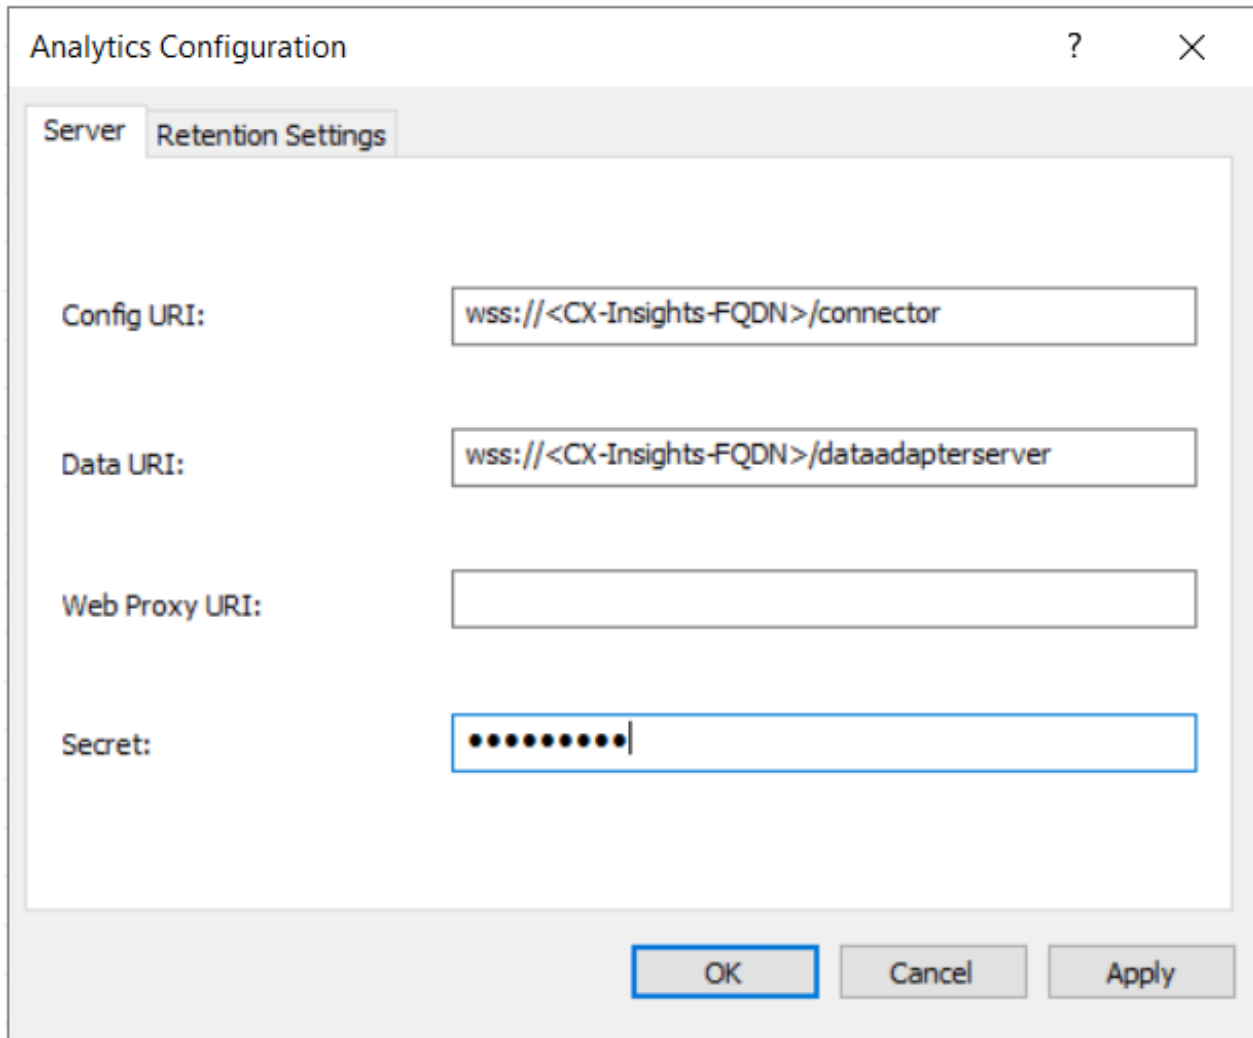 Analytics Configuration ?
Server Retention Settings
Config URI: wss://<CX-Insights-FQDN>/connector
Data URI: wss://<CX-Insights-FQDN>/dataadapterserver
Web Proxy URI:
Secret: •••••••••
OK Cancel Apply